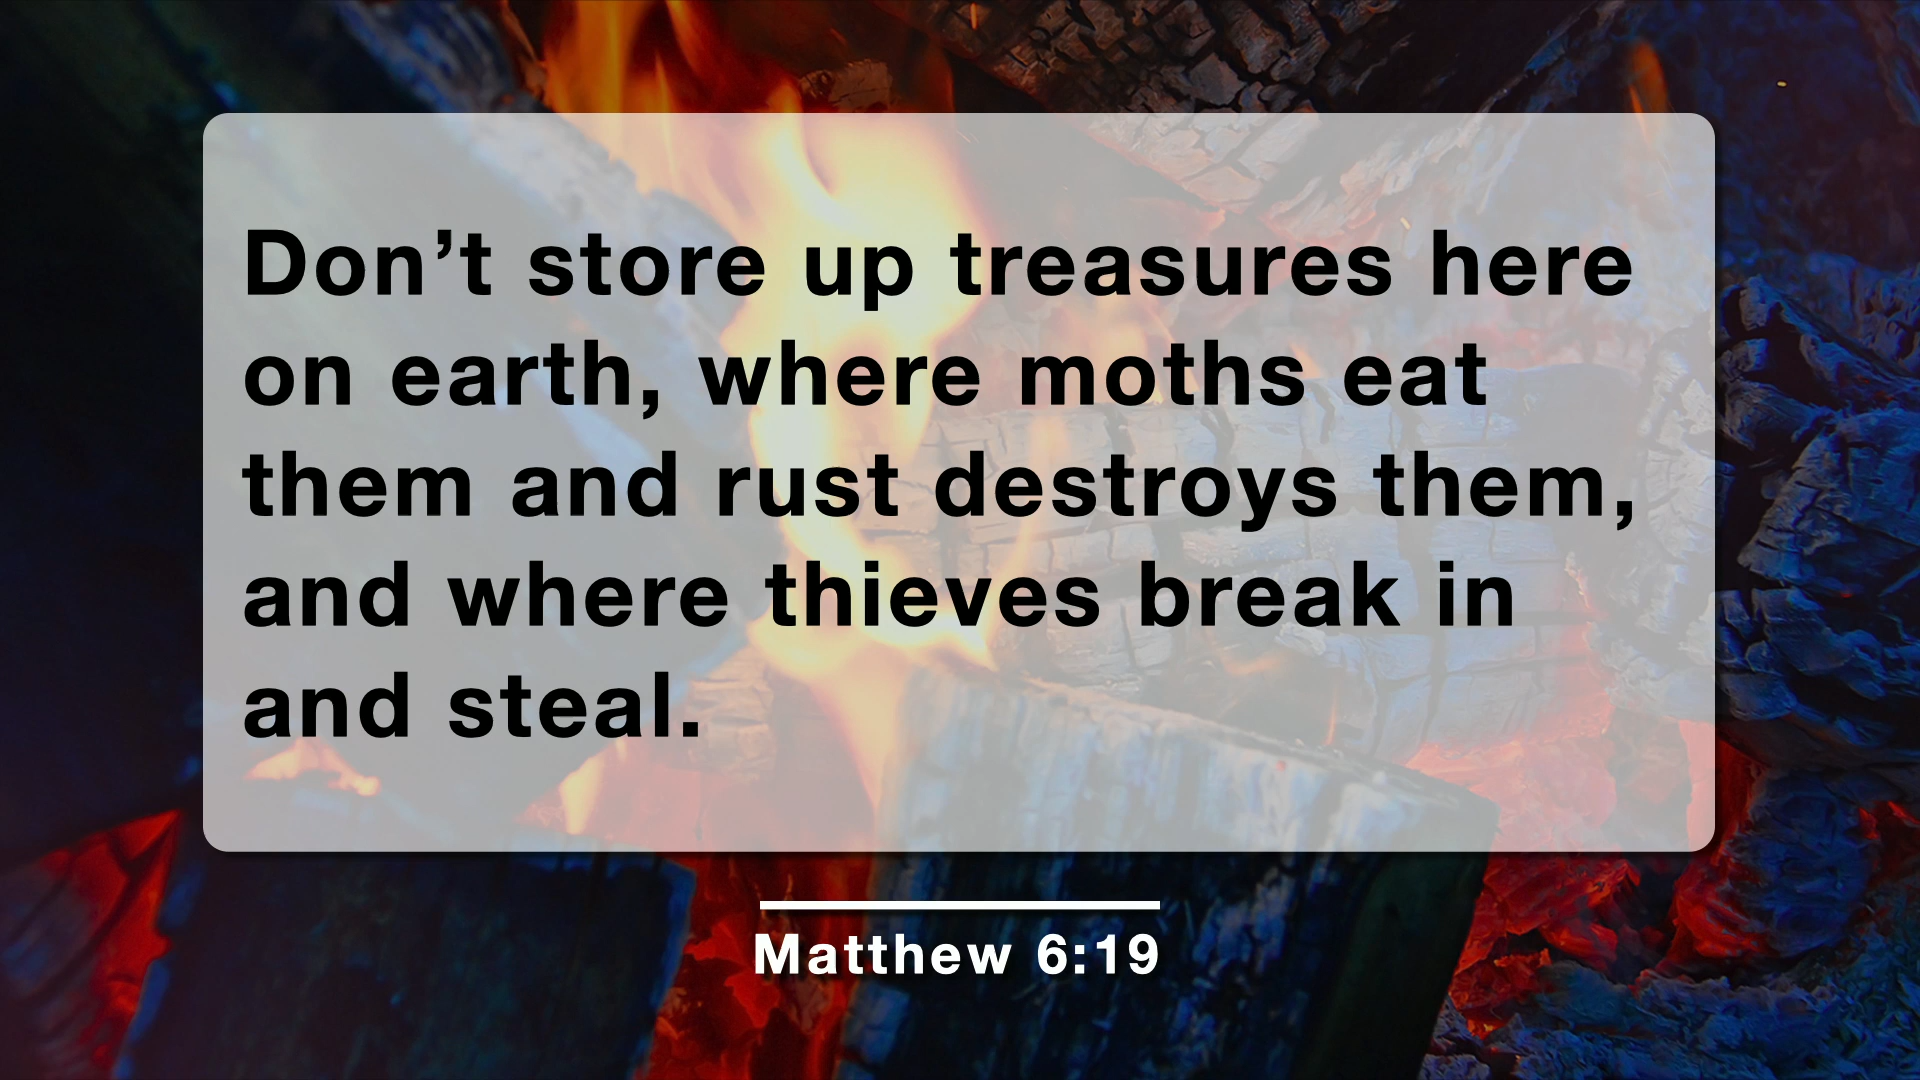 Don’t store up treasures here
on earth, where moths eat
them and rust destroys them,
and where thieves break in
and steal.
Matthew 6:19